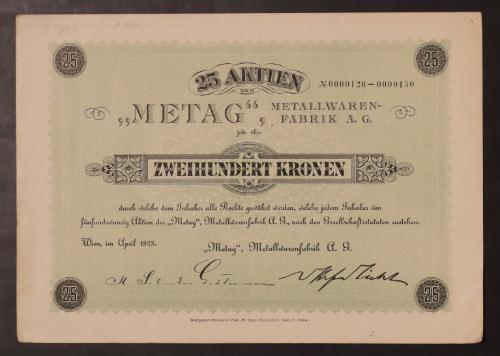 25
25 AKTIEN
DER
25
№0000126-0000150
„METAG“, METALLWAREN-
FABRIK A. G.
jede über
ZWEIHUNDERT KRONEN
durch welche dem Inhaber alle Rechte gewährt werden, welche jedem Inhaber von
fünfundzwanzig Aktien der „Metag“, Metallwarenfabrik A. G., nach den Gesellschaftsstatuten zustehen.
Wien, im April 1923.
„Metag“, Metallwarenfabrik A. G.
25
25